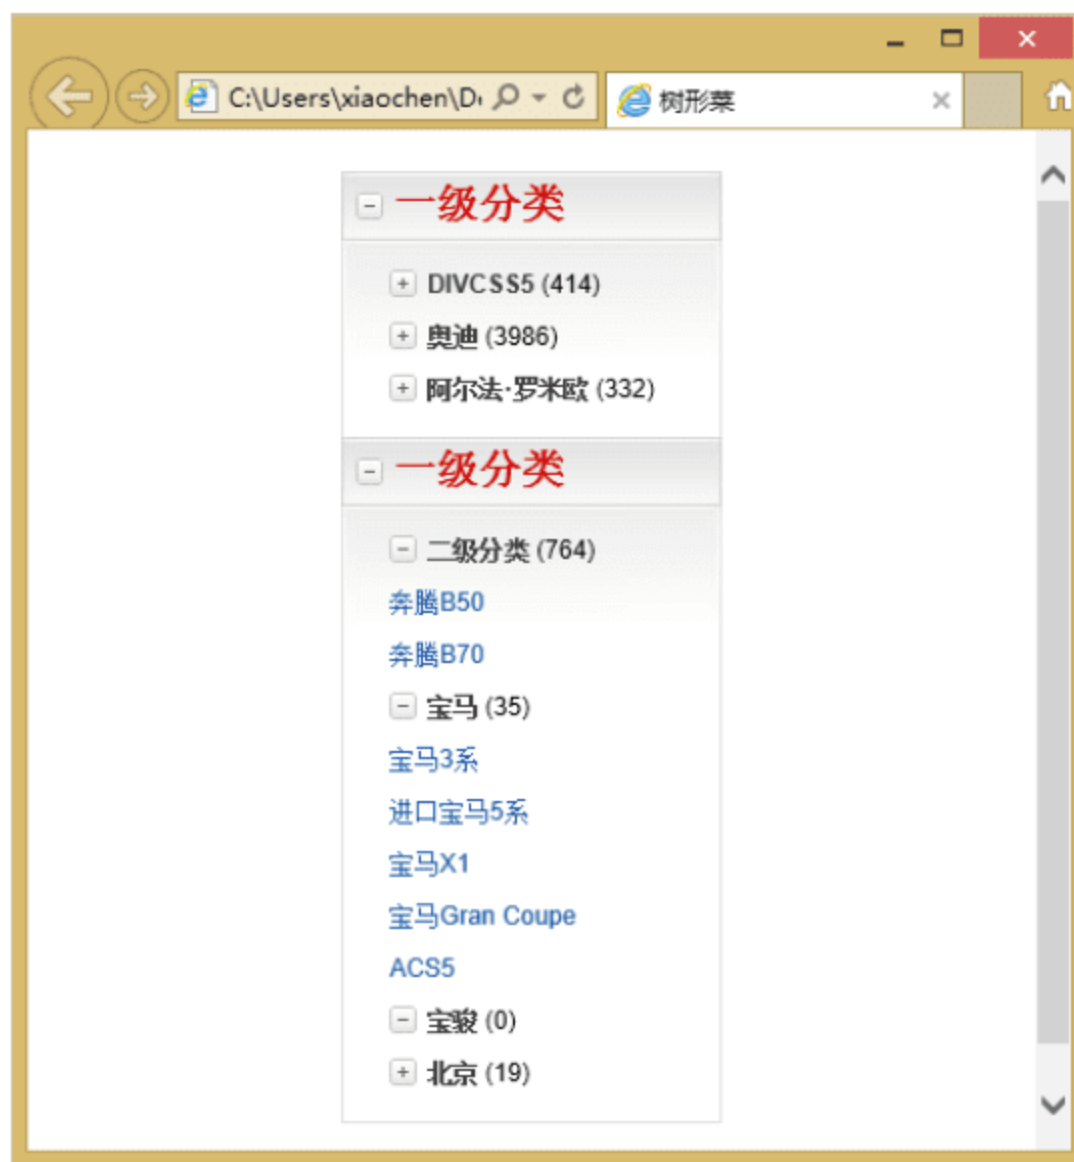 C:\Users\xiaochen\D
树形菜
一级分类
DIVCSS5 (414)
奥迪 (3986)
阿尔法·罗米欧 (332)
一级分类
二级分类 (764)
奔腾B50
奔腾B70
宝马 (35)
宝马3系
进口宝马5系
宝马X1
宝马Gran Coupe
ACS5
宝骏 (0)
北京 (19)